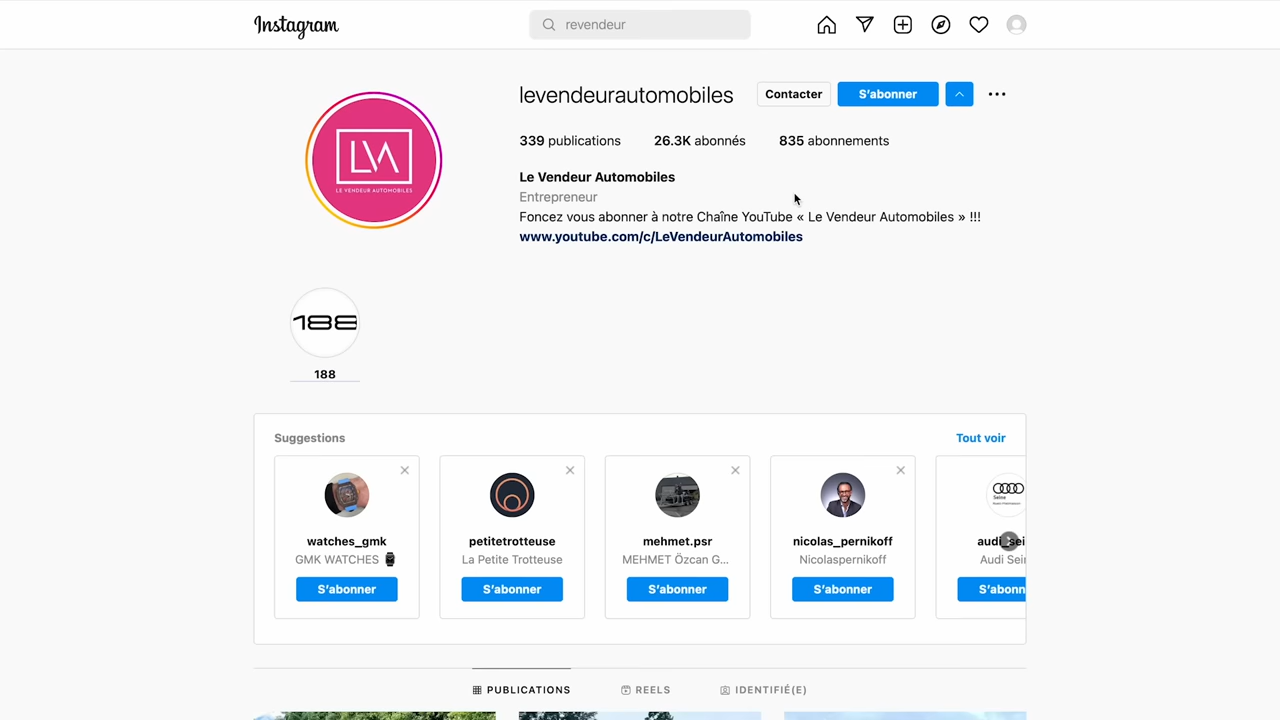 Instagram
revendeur
levendeurautomobiles
Contacter
S'abonner
339 publications
26.3K abonnés
835 abonnements
Le Vendeur Automobiles
Entrepreneur
Foncez vous abonner à notre Chaîne YouTube « Le Vendeur Automobiles » !!!
www.youtube.com/c/LeVendeurAutomobiles
LVA
LE VENDEUR AUTOMOBILES
188
188
Suggestions
Tout voir
watches_gmk
GMK WATCHES
S'abonner
petitetrotteuse
La Petite Trotteuse
S'abonner
mehmet.psr
MEHMET Özcan G...
S'abonner
nicolas_pernikoff
Nicolaspernikoff
S'abonner
Seine
audi_sei
Audi Sei
S'abonn
PUBLICATIONS
REELS
IDENTIFIÉ(E)